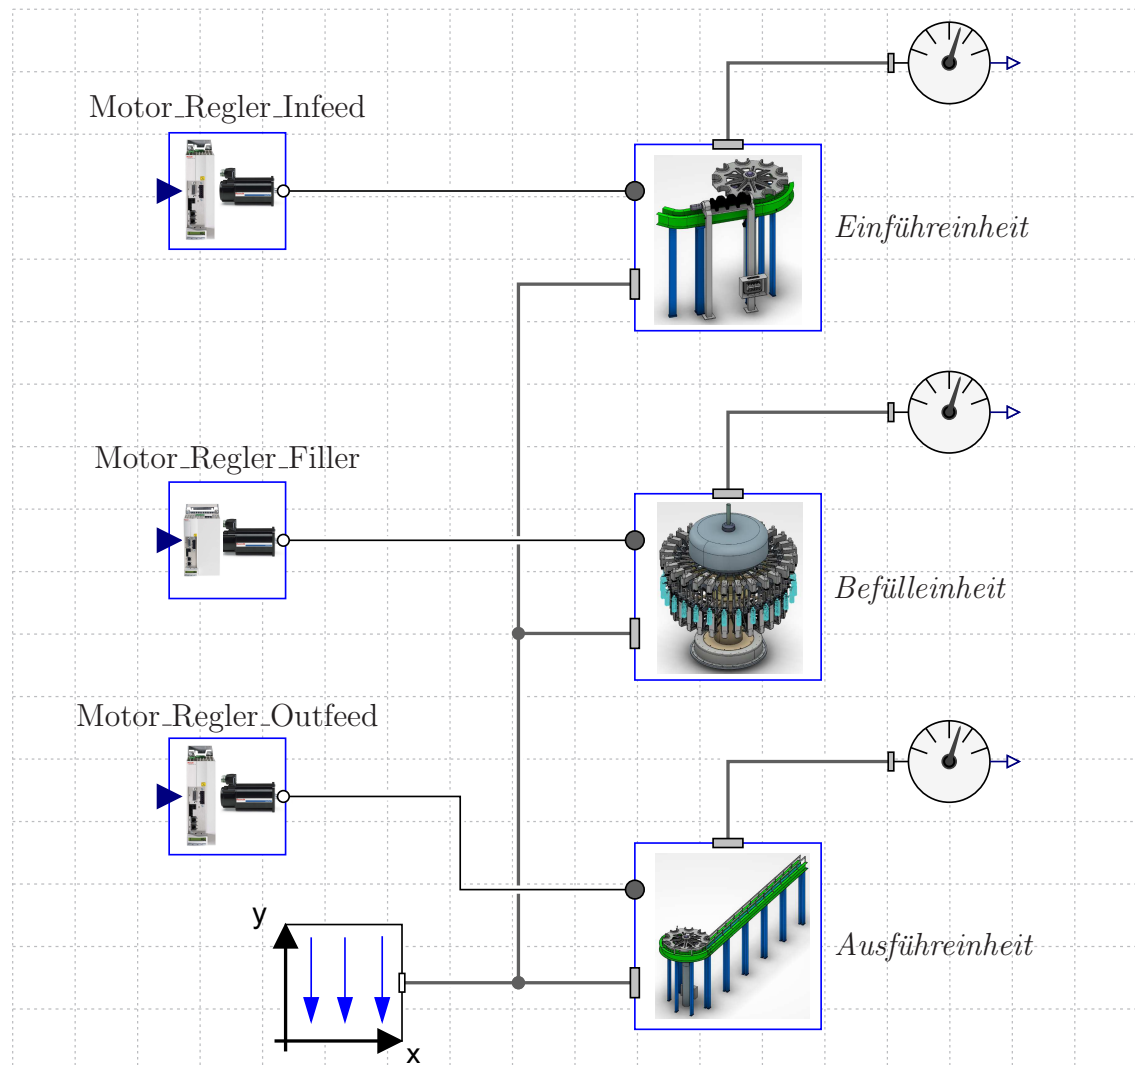 Motor_Regler_Infeed
Einführeinheit
Motor_Regler_Filler
Befülleinheit
Motor_Regler_Outfeed
y
Ausführeinheit
x